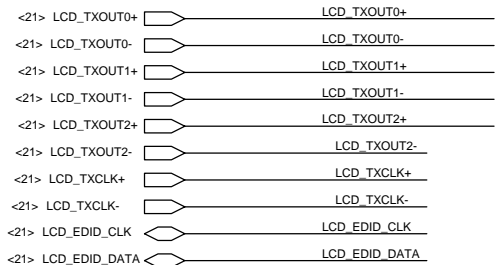 <21> LCD_TXOUT0+ LCD_TXOUT0+
<21> LCD_TXOUT0- LCD_TXOUT0-
<21> LCD_TXOUT1+ LCD_TXOUT1+
<21> LCD_TXOUT1- LCD_TXOUT1-
<21> LCD_TXOUT2+ LCD_TXOUT2+
<21> LCD_TXOUT2- LCD_TXOUT2-
<21> LCD_TXCLK+ LCD_TXCLK+
<21> LCD_TXCLK- LCD_TXCLK-
<21> LCD_EDID_CLK LCD_EDID_CLK
<21> LCD_EDID_DATA LCD_EDID_DATA